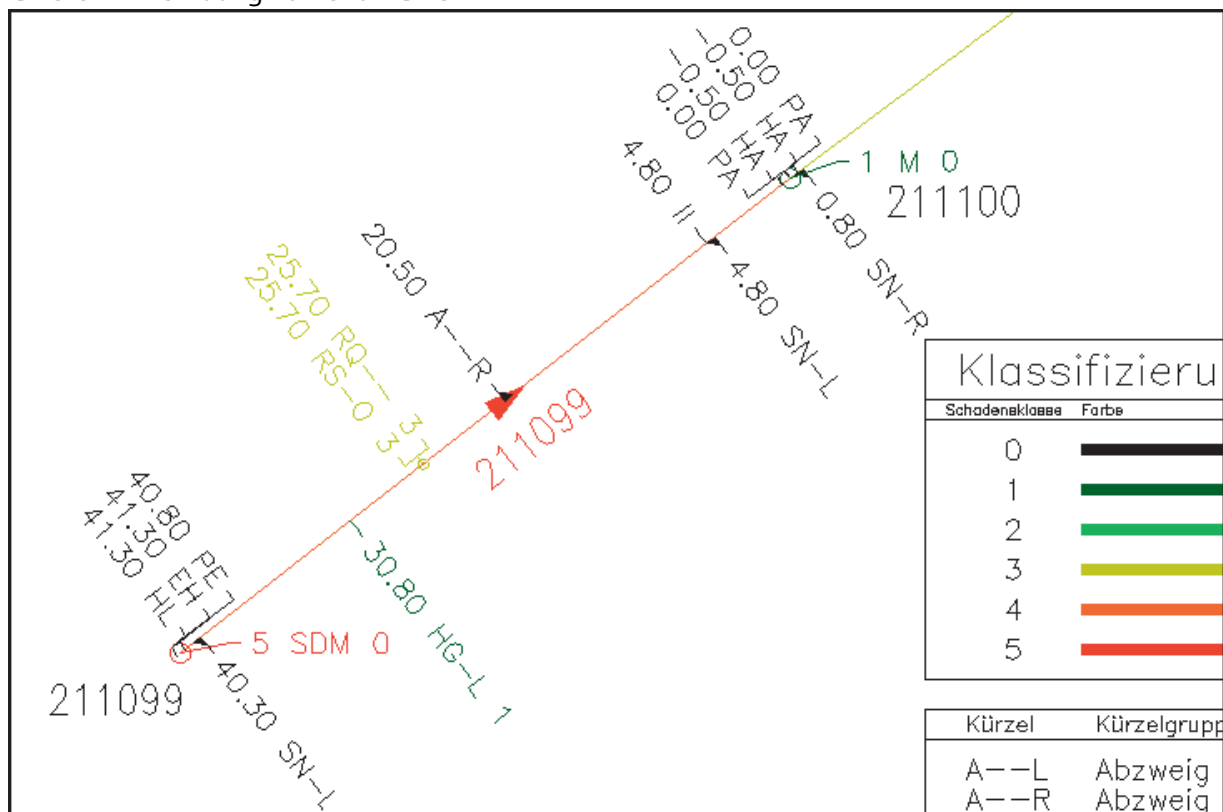 0.00 PA
-0.50 HA
-0.50 HA
0.00 PA
1 M 0
211100
4.80 II
0.80 SN-R
4.80 SN-L
20.50 A--R
25.70 RQ-- 3
25.70 RS-O 3
211099
40.80 PE
41.30 EH
41.30 HL
30.80 HG-L 1
5 SDM 0
211099
40.30 SN-L
Klassifizieru
Schadensklasse Farbe
0
1
2
3
4
5
Kürzel Kürzelgrupp
A--L Abzweig
A--R Abzweig